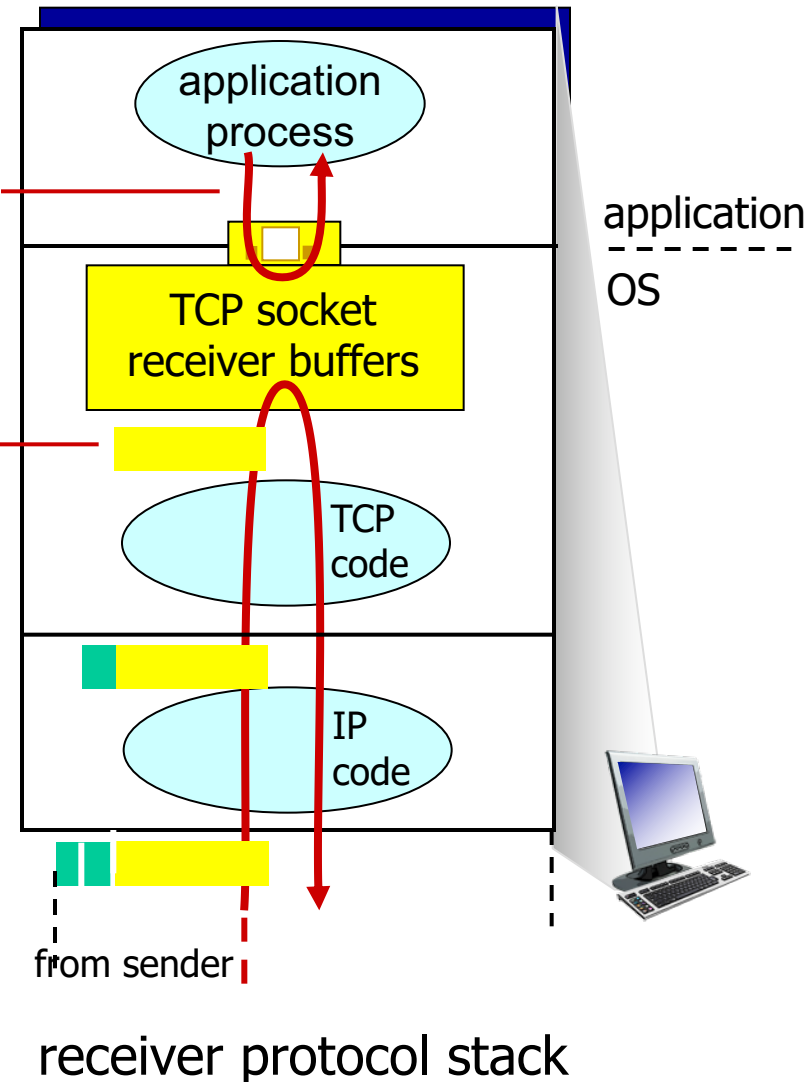 application
process
application
OS
TCP socket
receiver buffers
TCP
code
IP
code
from sender
receiver protocol stack